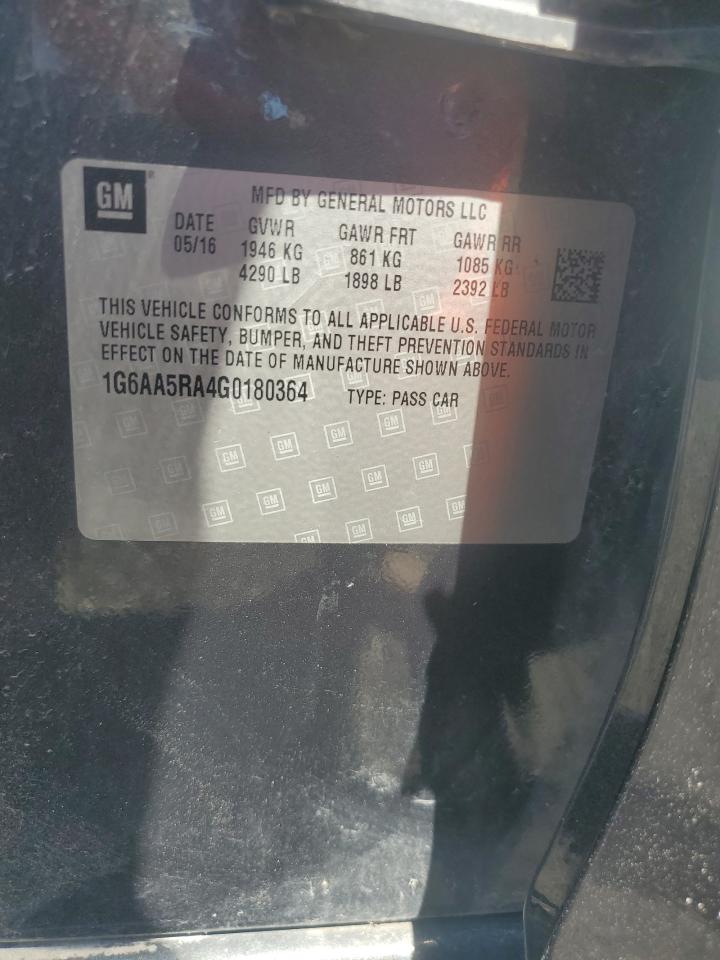 GM
MFD BY GENERAL MOTORS LLC
DATE GVWR GAWR FRT GAWR RR
05/16 1946 KG 861 KG 1085 KG
4290 LB 1898 LB 2392 LB
THIS VEHICLE CONFORMS TO ALL APPLICABLE U.S. FEDERAL MOTOR
VEHICLE SAFETY, BUMPER, AND THEFT PREVENTION STANDARDS IN
EFFECT ON THE DATE OF MANUFACTURE SHOWN ABOVE.
1G6AA5RA4G0180364 TYPE: PASS CAR